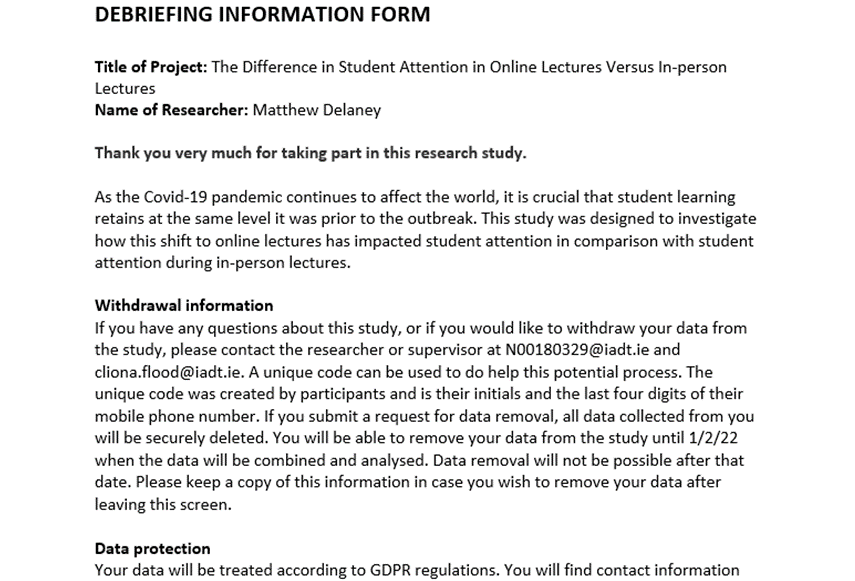 DEBRIEFING INFORMATION FORM
Title of Project: The Difference in Student Attention in Online Lectures Versus In-person
Lectures
Name of Researcher: Matthew Delaney
Thank you very much for taking part in this research study.
As the Covid-19 pandemic continues to affect the world, it is crucial that student learning
retains at the same level it was prior to the outbreak. This study was designed to investigate
how this shift to online lectures has impacted student attention in comparison with student
attention during in-person lectures.
Withdrawal information
If you have any questions about this study, or if you would like to withdraw your data from
the study, please contact the researcher or supervisor at N00180329@iadt.ie and
cliona.flood@iadt.ie. A unique code can be used to do help this potential process. The
unique code was created by participants and is their initials and the last four digits of their
mobile phone number. If you submit a request for data removal, all data collected from you
will be securely deleted. You will be able to remove your data from the study until 1/2/22
when the data will be combined and analysed. Data removal will not be possible after that
date. Please keep a copy of this information in case you wish to remove your data after
leaving this screen.
Data protection
Your data will be treated according to GDPR regulations. You will find contact information